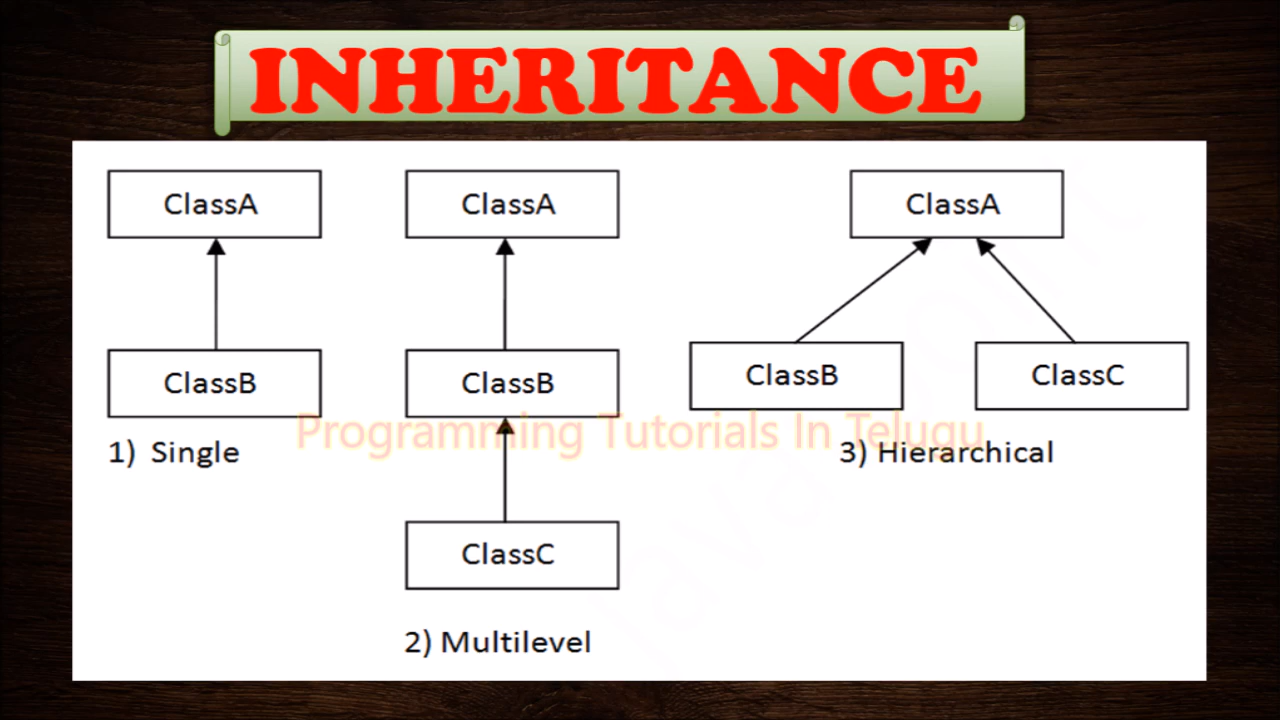 INHERITANCE
ClassA
ClassB
1) Single
ClassA
ClassB
ClassC
2) Multilevel
ClassA
ClassB
ClassC
3) Hierarchical
Programming Tutorials In Telugu